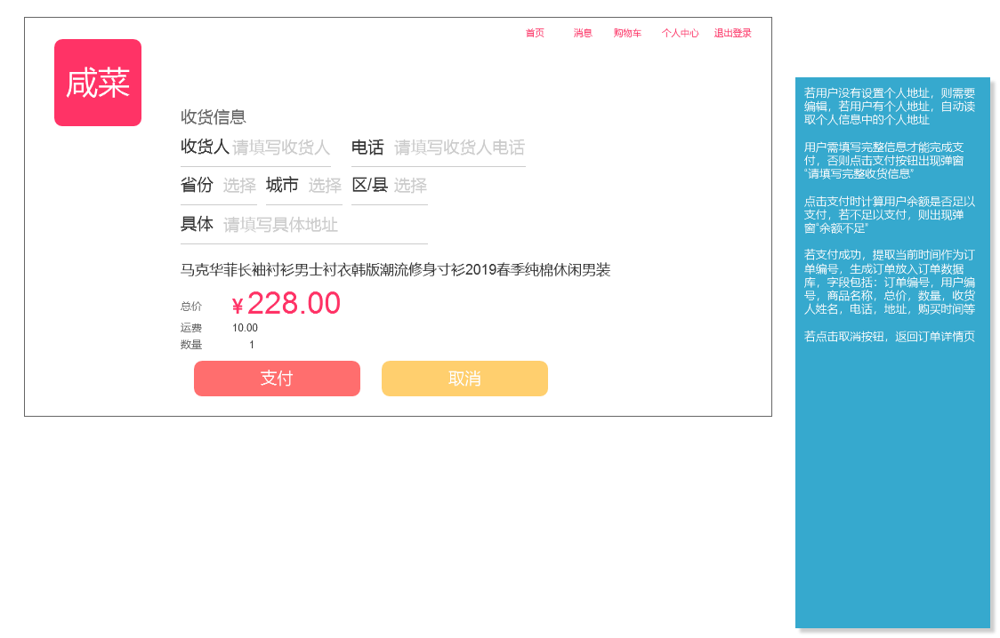 首页 消息 购物车 个人中心 退出登录
咸菜
收货信息
收货人 请填写收货人 电话 请填写收货人电话
省份 选择 城市 选择 区/县 选择
具体 请填写具体地址
马克华菲长袖衬衫男士衬衣韩版潮流修身寸衫2019春季纯棉休闲男装
总价 ¥228.00
运费 10.00
数量 1
支付 取消
若用户没有设置个人地址，则需要
编辑，若用户有个人地址，自动读
取个人信息中的个人地址
用户需填写完整信息才能完成支
付，否则点击支付按钮出现弹窗
“请填写完整收货信息”
点击支付时计算用户余额是否足以
支付，若不足以支付，则出现弹
窗“余额不足”
若支付成功，提取当前时间作为订
单编号，生成订单放入订单数据
库，字段包括：订单编号，用户编
号，商品名称，总价，数量，收货
人姓名，电话，地址，购买时间等
若点击取消按钮，返回订单详情页